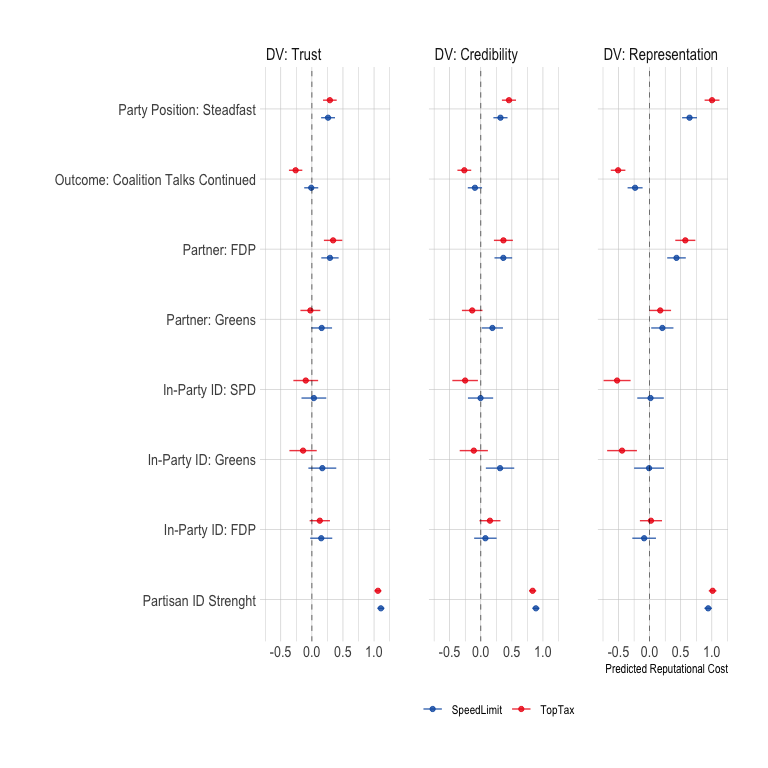 DV: Trust DV: Credibility DV: Representation
Party Position: Steadfast
Outcome: Coalition Talks Continued
Partner: FDP
Partner: Greens
In-Party ID: SPD
In-Party ID: Greens
In-Party ID: FDP
Partisan ID Strenght
-0.5 0.0 0.5 1.0 -0.5 0.0 0.5 1.0 -0.5 0.0 0.5 1.0
Predicted Reputational Cost
SpeedLimit TopTax